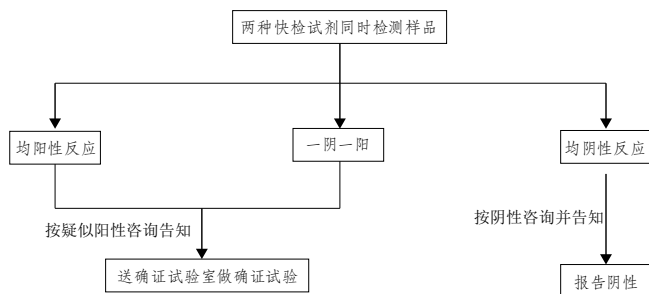 两种快检试剂同时检测样品
均阳性反应
一阴一阳
均阴性反应
按疑似阳性咨询告知
按阴性咨询并告知
送确证试验室做确证试验
报告阴性